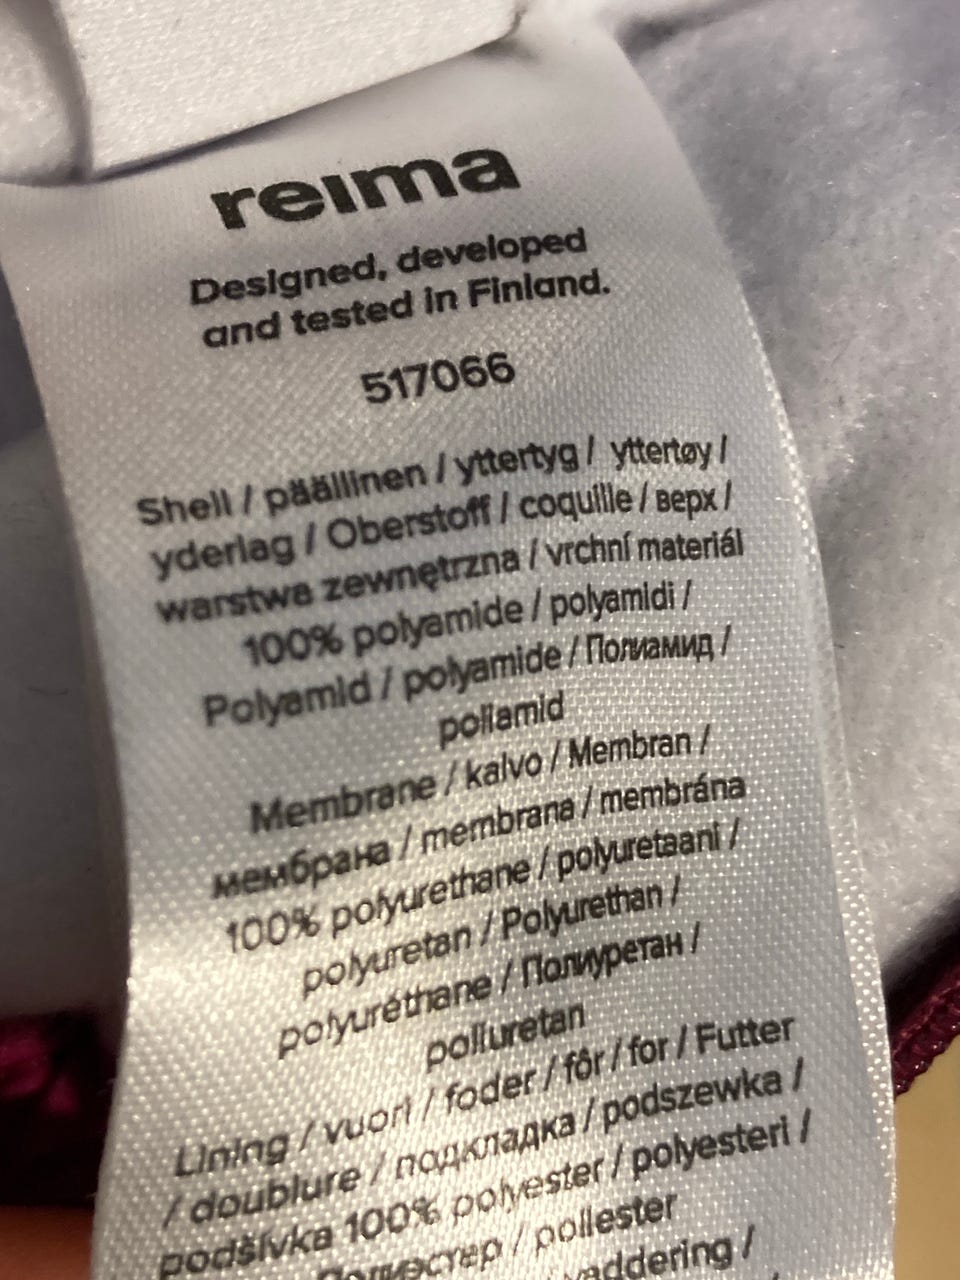 reima
Designed, developed
and tested in Finland.
517066
Shell / päällinen / yttertyg / yttertøy /
yderlag / Oberstoff / coquille / верх /
warstwa zewnętrzna / vrchní materiál
100% polyamide / polyamidi /
Polyamid / polyamide / Полиамид /
poliamid
Membrane / kalvo / Membran /
мембрана / membrana / membrána
100% polyurethane / polyuretaani /
polyuretan / Polyurethan /
polyuréthane / Полиуретан /
poliuretan
Lining / vuori / foder / fôr / for / Futter
/ doublure / подкладка / podszewka /
podšívka 100% polyester / polyesteri /
Полиэстер / poliester